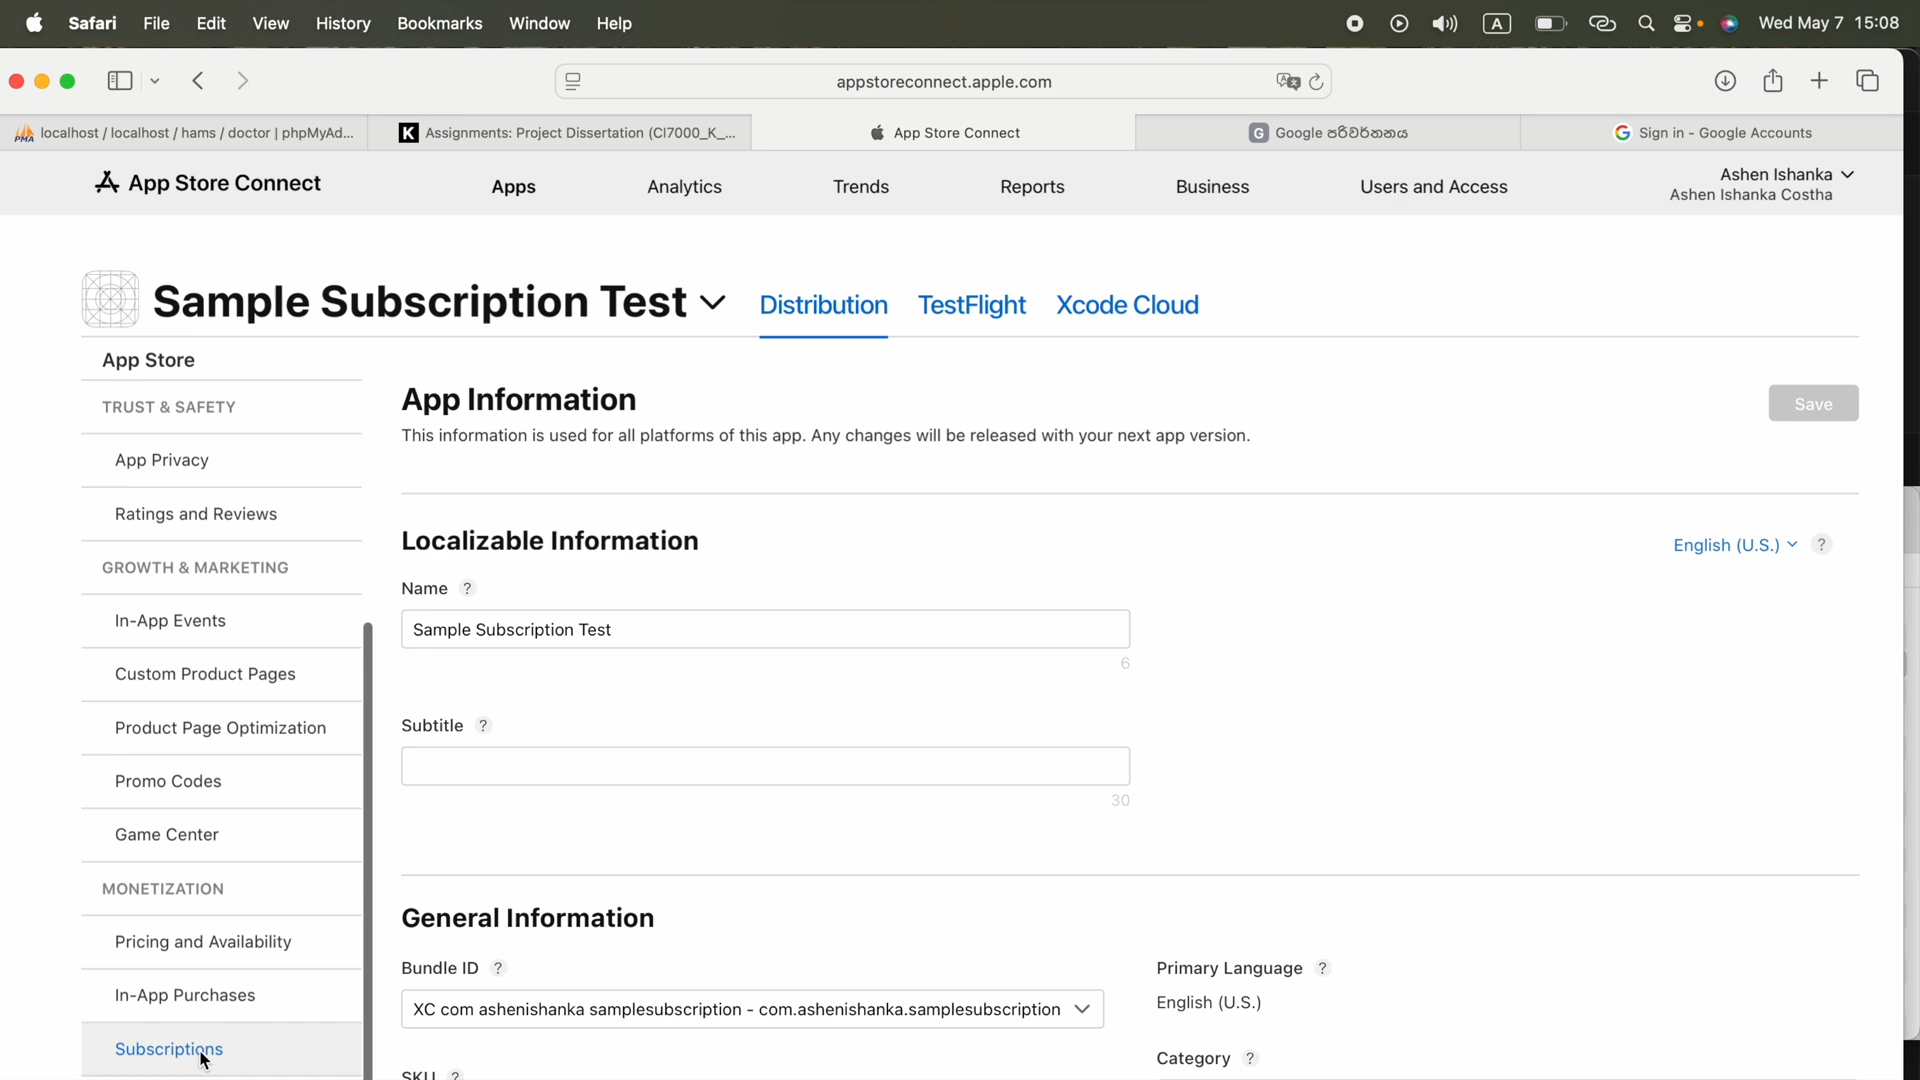 Safari File Edit View History Bookmarks Window Help A Wed May 7 15:08
appstoreconnect.apple.com
PMA localhost / localhost / hams / doctor | phpMyAd... K Assignments: Project Dissertation (CI7000_K_... App Store Connect G Google පරිවර්තනය G Sign in - Google Accounts
App Store Connect Apps Analytics Trends Reports Business Users and Access Ashen Ishanka
Ashen Ishanka Costha
Sample Subscription Test Distribution TestFlight Xcode Cloud
App Store
TRUST & SAFETY
App Privacy
Ratings and Reviews
GROWTH & MARKETING
In-App Events
Custom Product Pages
Product Page Optimization
Promo Codes
Game Center
MONETIZATION
Pricing and Availability
In-App Purchases
Subscriptions
App Information Save
This information is used for all platforms of this app. Any changes will be released with your next app version.
Localizable Information English (U.S.) ?
Name ?
Sample Subscription Test
6
Subtitle ?
30
General Information
Bundle ID ?
XC com ashenishanka samplesubscription - com.ashenishanka.samplesubscription
SKU ?
Primary Language ?
English (U.S.)
Category ?